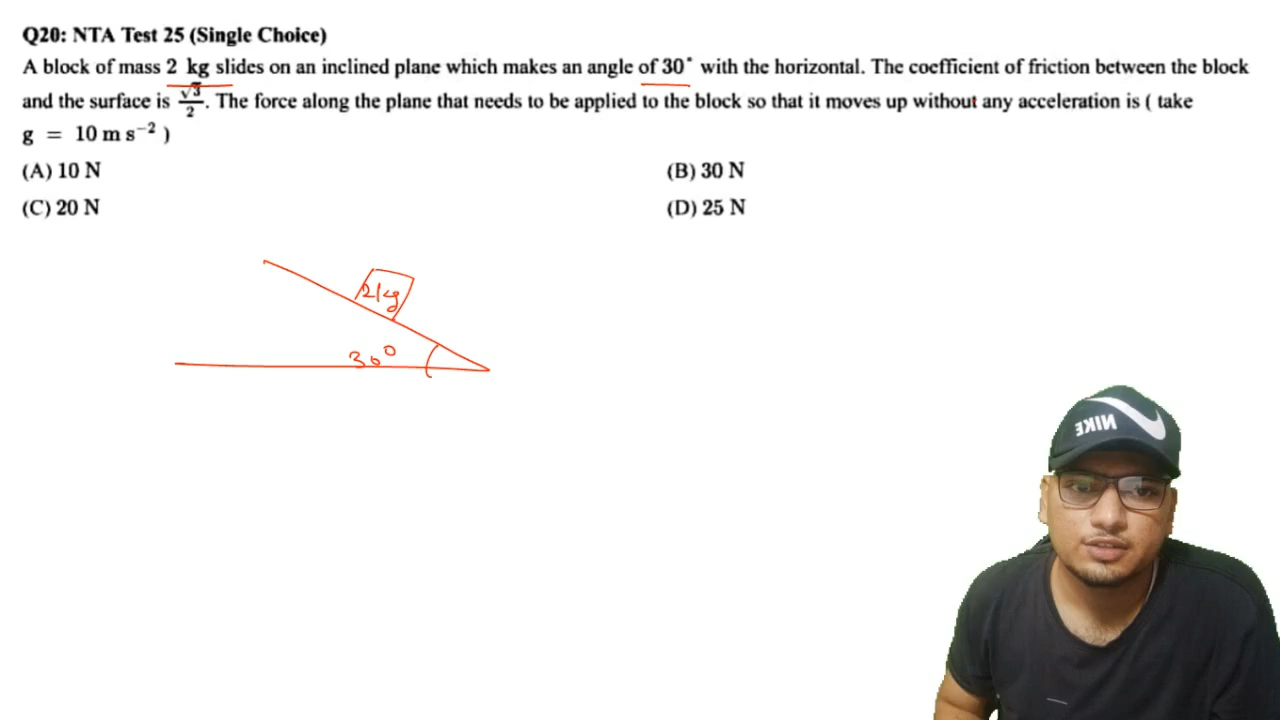 Q20: NTA Test 25 (Single Choice)
A block of mass 2 kg slides on an inclined plane which makes an angle of 30° with the horizontal. The coefficient of friction between the block
and the surface is √3/2. The force along the plane that needs to be applied to the block so that it moves up without any acceleration is ( take
g = 10 m s⁻² )
(A) 10 N (B) 30 N
(C) 20 N (D) 25 N
2kg
30°
NIKE